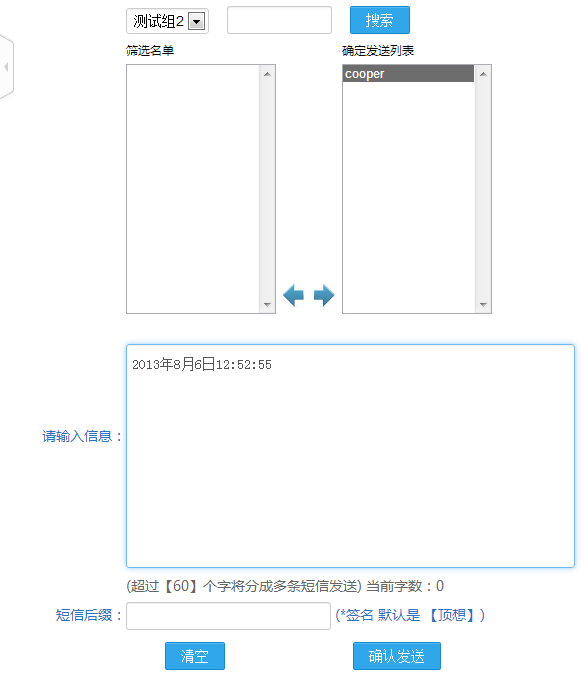 测试组2 搜索
筛选名单 确定发送列表
cooper
2013年8月6日12:52:55
请输入信息：
(超过【60】个字将分成多条短信发送) 当前字数：0
短信后缀： (*签名 默认是 【顶想】)
清空 确认发送